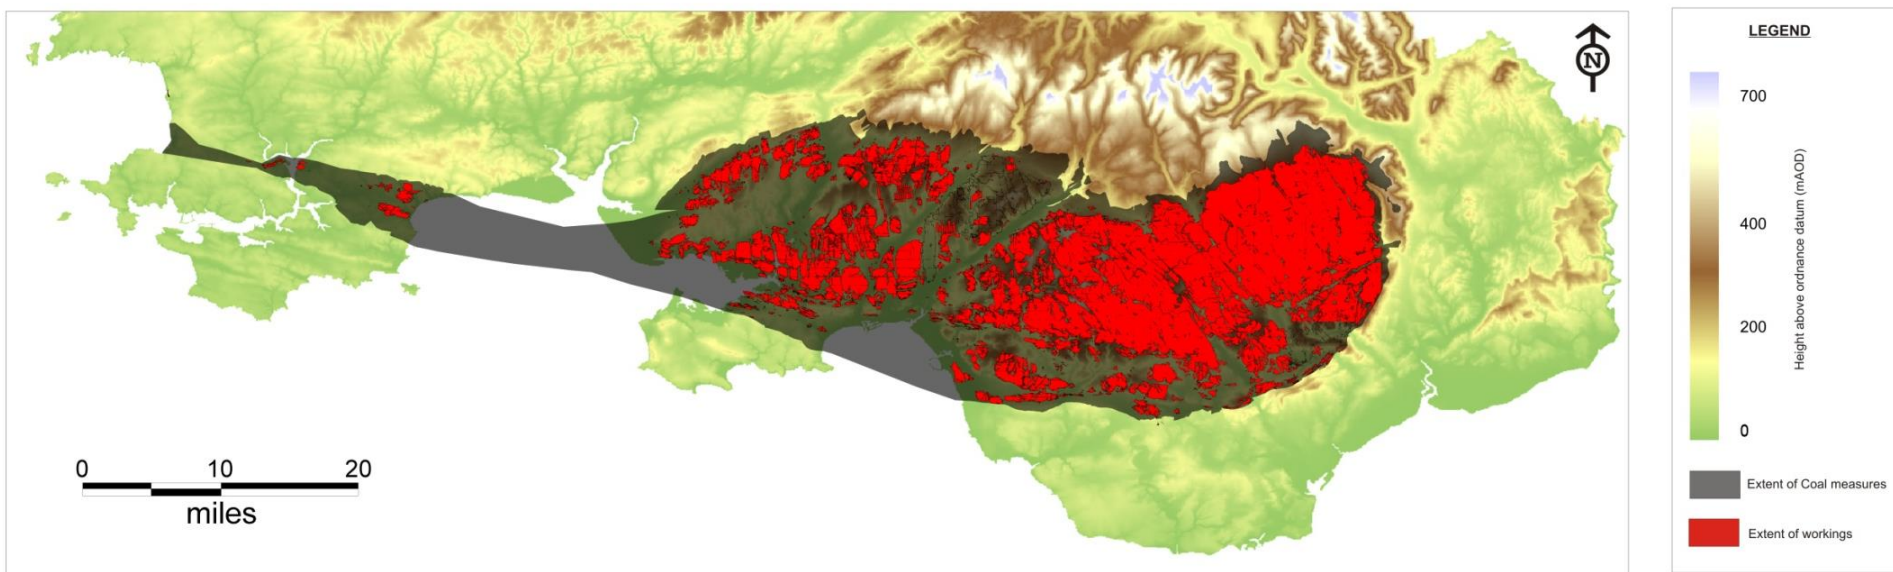 N
0 10 20
miles
LEGEND
700
400
200
0
Height above ordnance datum (mAOD)
Extent of Coal measures
Extent of workings